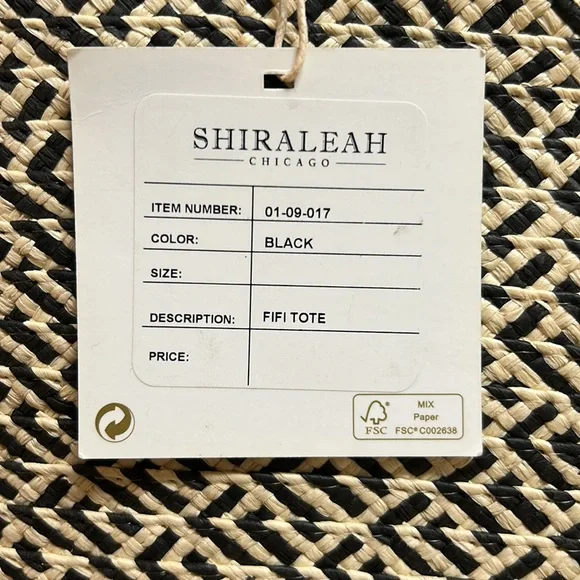 SHIRALEAH
CHICAGO
ITEM NUMBER: 01-09-017
COLOR: BLACK
SIZE:
DESCRIPTION: FIFI TOTE
PRICE:
FSC
MIX
Paper
FSC® C002638